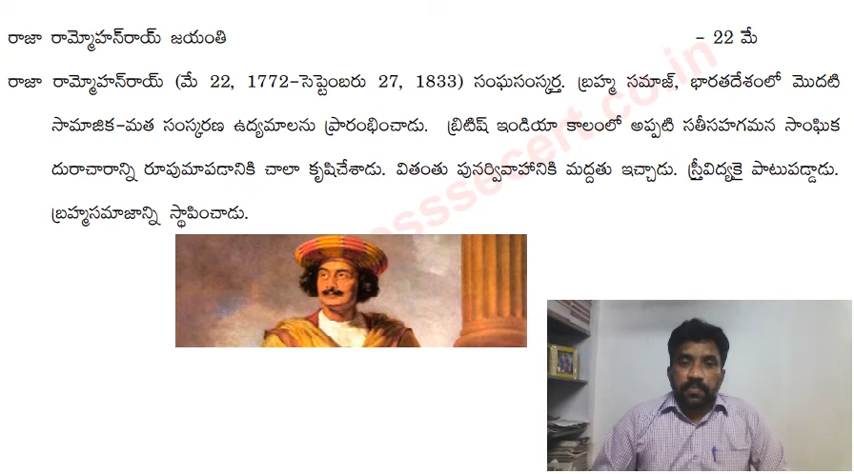 రాజా రామ్మోహన్‌రాయ్ జయంతి - 22 మే
రాజా రామ్మోహన్‌రాయ్ (మే 22, 1772-సెప్టెంబరు 27, 1833) సంఘసంస్కర్త. బ్రహ్మ సమాజ్, భారతదేశంలో మొదటి
సామాజిక-మత సంస్కరణ ఉద్యమాలను ప్రారంభించాడు. బ్రిటిష్ ఇండియా కాలంలో అప్పటి సతీసహగమన సాంఘిక
దురాచారాన్ని రూపుమాపడానికి చాలా కృషిచేశాడు. వితంతు పునర్వివాహానికి మద్దతు ఇచ్చాడు. స్త్రీవిద్యకై పాటుపడ్డాడు.
బ్రహ్మసమాజాన్ని స్థాపించాడు.